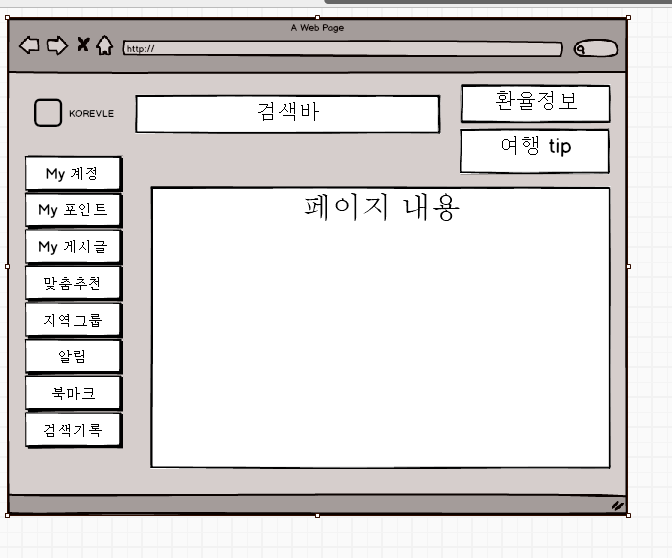 A Web Page
http://
KOREVLE
검색바
환율정보
여행 tip
My 계정
My 포인트
My 게시글
맞춤추천
지역그룹
알림
북마크
검색기록
페이지 내용